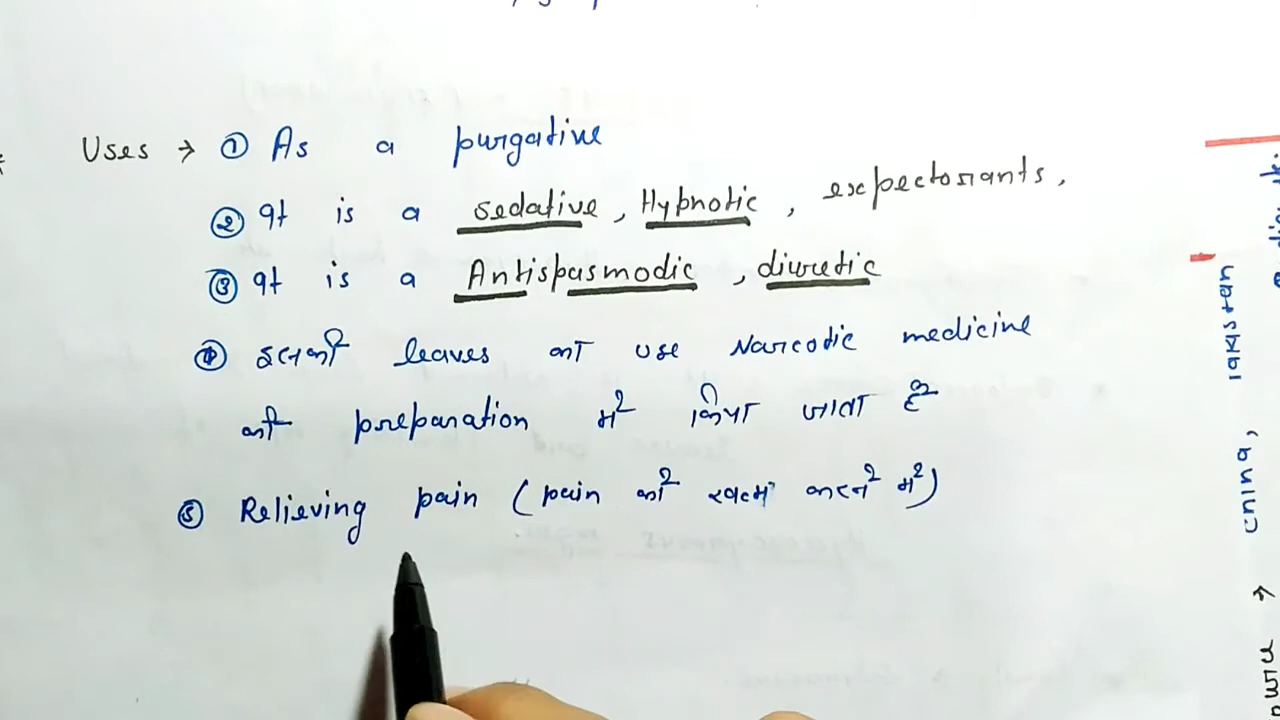 Uses → ① As a purgative
② It is a sedative, Hypnotic, expectorants,
③ It is a Antispasmodic, diuretic
④ इसकी leaves का use Narcotic medicine
की preparation में किया जाता है
⑤ Relieving pain (pain को खत्म करने में)
China,